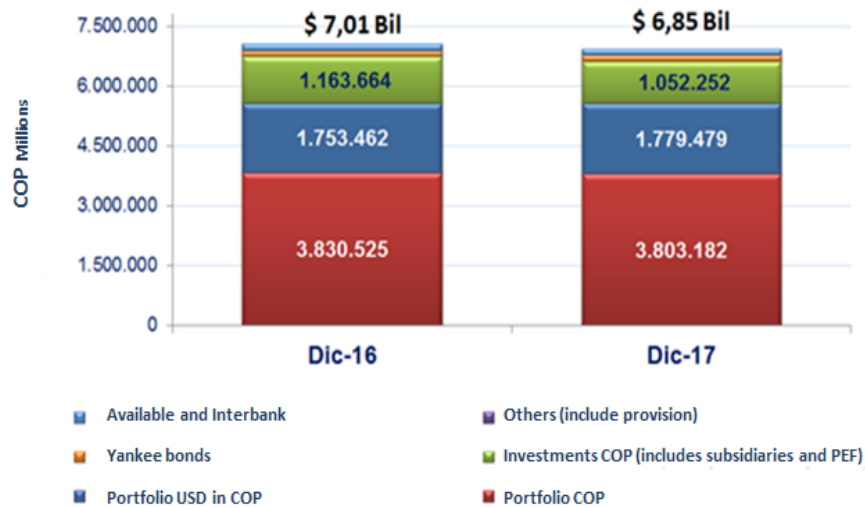 $ 7,01 Bil
$ 6,85 Bil
COP Millions
7.500.000
6.000.000
4.500.000
3.000.000
1.500.000
0
1.163.664
1.052.252
1.753.462
1.779.479
3.830.525
3.803.182
Dic-16
Dic-17
Available and Interbank
Others (include provision)
Yankee bonds
Investments COP (includes subsidiaries and PEF)
Portfolio USD in COP
Portfolio COP